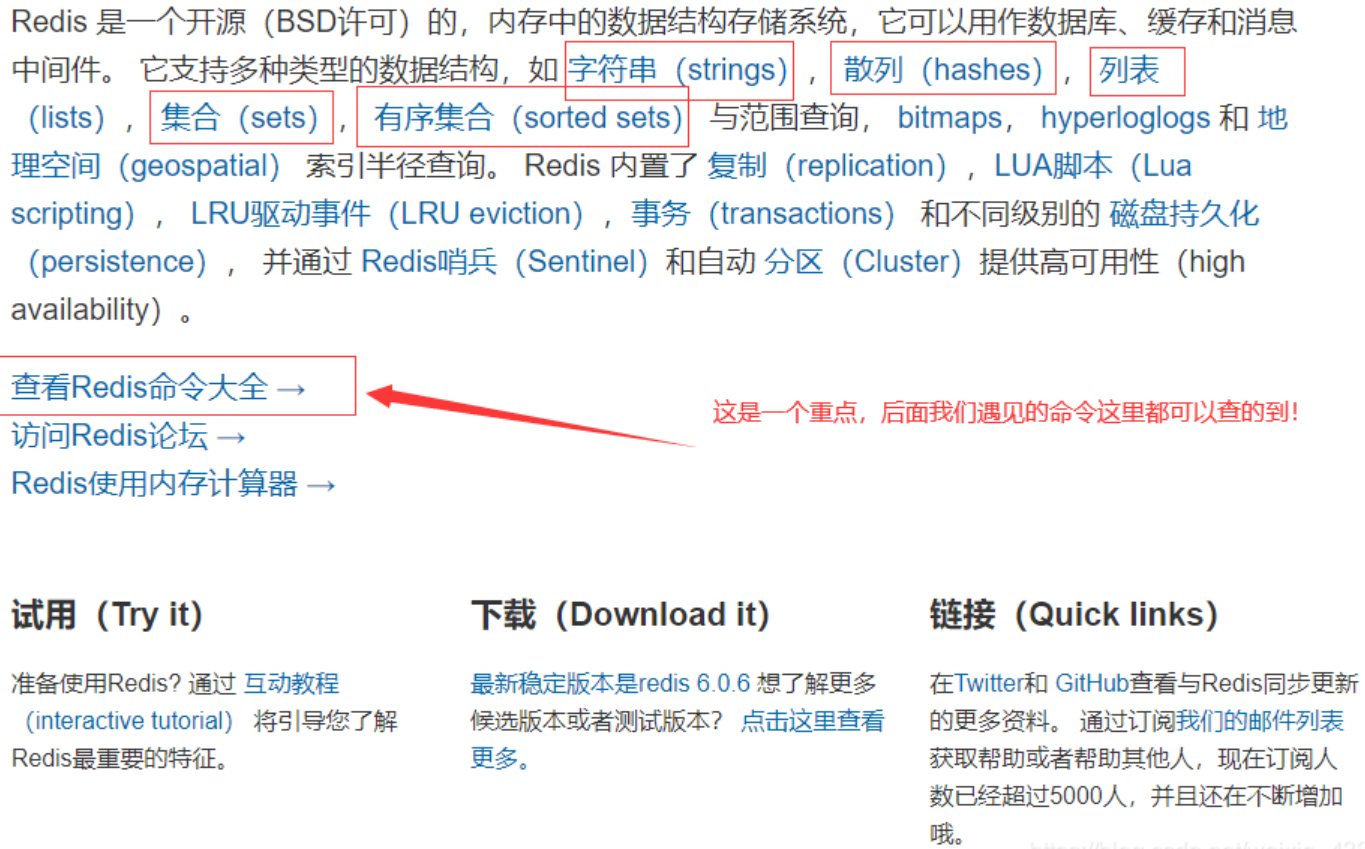 Redis 是一个开源（BSD许可）的，内存中的数据结构存储系统，它可以用作数据库、缓存和消息
中间件。 它支持多种类型的数据结构，如 字符串（strings）， 散列（hashes）， 列表
（lists）， 集合（sets）， 有序集合（sorted sets） 与范围查询， bitmaps， hyperloglogs 和 地
理空间（geospatial） 索引半径查询。 Redis 内置了 复制（replication），LUA脚本（Lua
scripting）， LRU驱动事件（LRU eviction），事务（transactions） 和不同级别的 磁盘持久化
（persistence）， 并通过 Redis哨兵（Sentinel）和自动 分区（Cluster）提供高可用性（high
availability）。
查看Redis命令大全 →
这是一个重点，后面我们遇见的命令这里都可以查的到！
访问Redis论坛 →
Redis使用内存计算器 →
试用（Try it）
准备使用Redis? 通过 互动教程
（interactive tutorial） 将引导您了解
Redis最重要的特征。
下载（Download it）
最新稳定版本是redis 6.0.6 想了解更多
候选版本或者测试版本？ 点击这里查看
更多。
链接（Quick links）
在Twitter和 GitHub查看与Redis同步更新
的更多资料。 通过订阅我们的邮件列表
获取帮助或者帮助其他人，现在订阅人
数已经超过5000人，并且还在不断增加
哦。